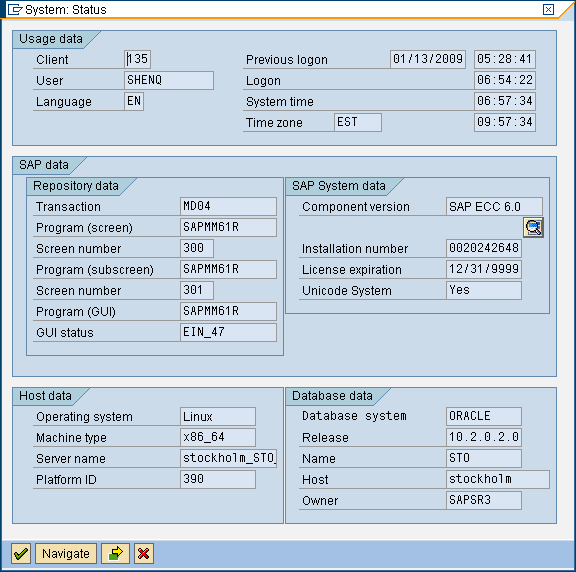 System: Status
Usage data
Client 135 Previous logon 01/13/2009 05:28:41
User SHENQ Logon 06:54:22
Language EN System time 06:57:34
Time zone EST 09:57:34
SAP data
Repository data
Transaction MD04
Program (screen) SAPMM61R
Screen number 300
Program (subscreen) SAPMM61R
Screen number 301
Program (GUI) SAPMM61R
GUI status EIN_47
SAP System data
Component version SAP ECC 6.0
Installation number 0020242648
License expiration 12/31/9999
Unicode System Yes
Host data
Operating system Linux
Machine type x86_64
Server name stockholm_STO_
Platform ID 390
Database data
Database system ORACLE
Release 10.2.0.2.0
Name STO
Host stockholm
Owner SAPSR3
Navigate